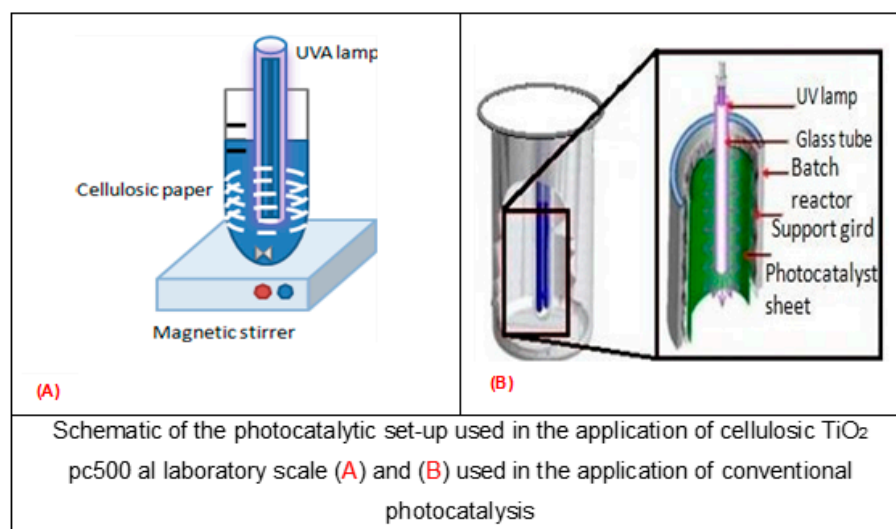 UVA lamp
Cellulosic paper
Magnetic stirrer
(A)
UV lamp
Glass tube
Batch
reactor
Support gird
Photocatalyst
sheet
(B)
Schematic of the photocatalytic set-up used in the application of cellulosic TiO₂
pc500 al laboratory scale (A) and (B) used in the application of conventional
photocatalysis